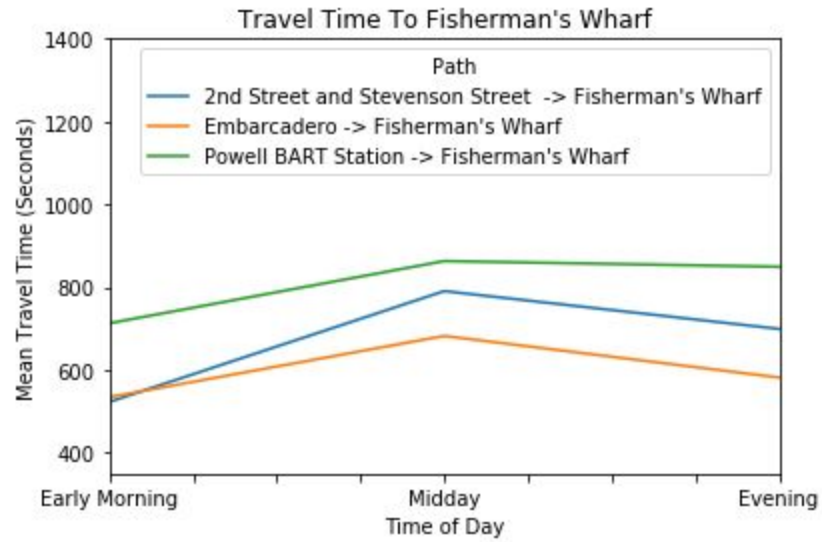 Travel Time To Fisherman's Wharf
1400
1200
1000
800
600
400
Mean Travel Time (Seconds)
Path
2nd Street and Stevenson Street -> Fisherman's Wharf
Embarcadero -> Fisherman's Wharf
Powell BART Station -> Fisherman's Wharf
Early Morning Midday Evening
Time of Day